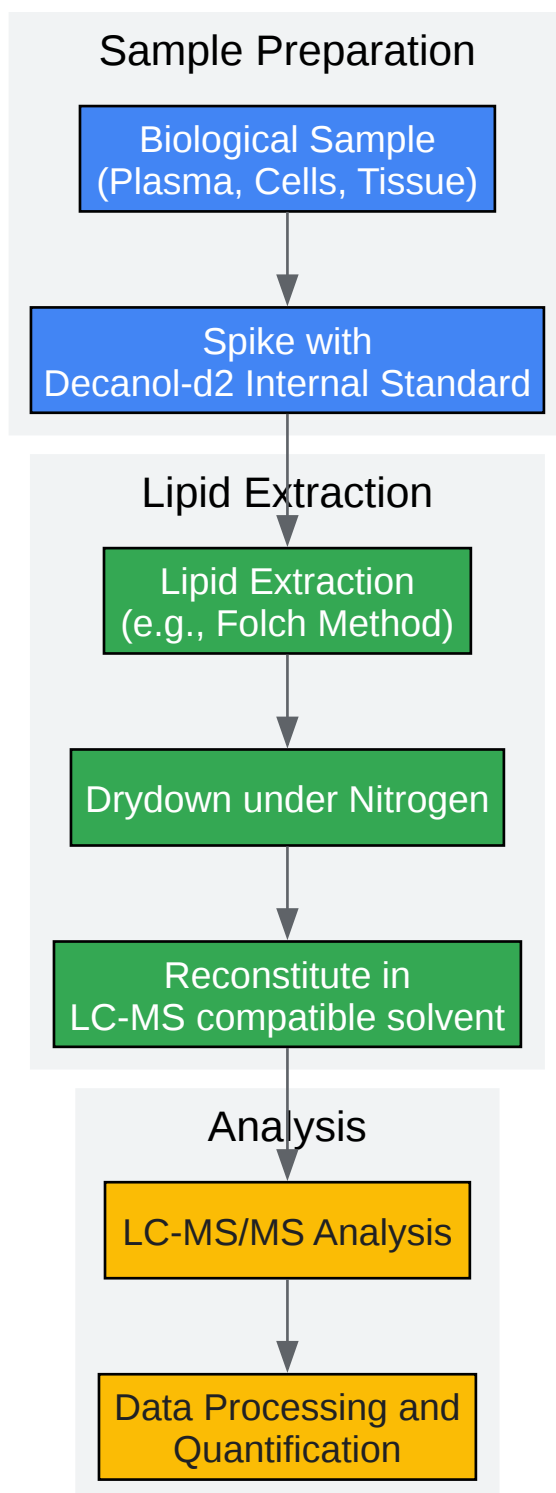 Sample Preparation
Biological Sample
(Plasma, Cells, Tissue)
Spike with
Decanol-d2 Internal Standard
Lipid Extraction
Lipid Extraction
(e.g., Folch Method)
Drydown under Nitrogen
Reconstitute in
LC-MS compatible solvent
Analysis
LC-MS/MS Analysis
Data Processing and
Quantification